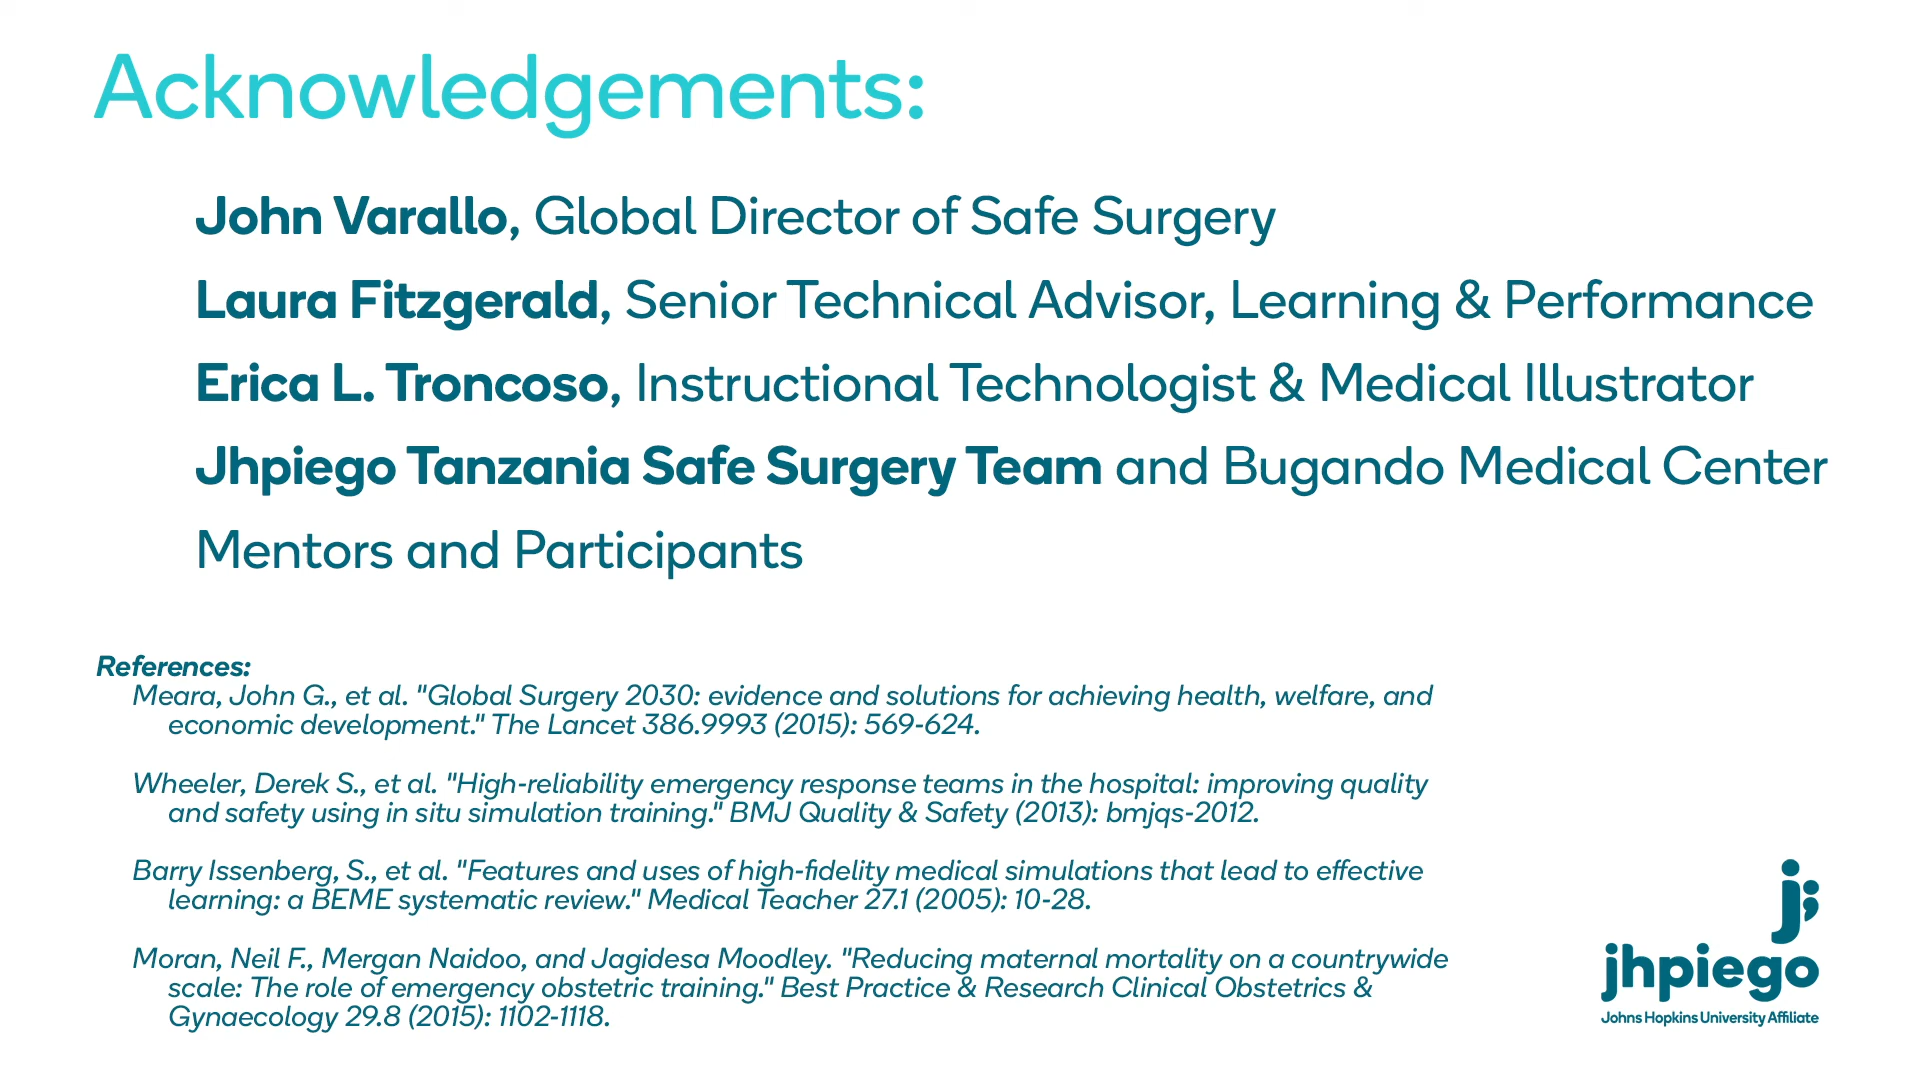 Acknowledgements:
John Varallo, Global Director of Safe Surgery
Laura Fitzgerald, Senior Technical Advisor, Learning & Performance
Erica L. Troncoso, Instructional Technologist & Medical Illustrator
Jhpiego Tanzania Safe Surgery Team and Bugando Medical Center
Mentors and Participants
References:
Meara, John G., et al. "Global Surgery 2030: evidence and solutions for achieving health, welfare, and
economic development." The Lancet 386.9993 (2015): 569-624.
Wheeler, Derek S., et al. "High-reliability emergency response teams in the hospital: improving quality
and safety using in situ simulation training." BMJ Quality & Safety (2013): bmjqs-2012.
Barry Issenberg, S., et al. "Features and uses of high-fidelity medical simulations that lead to effective
learning: a BEME systematic review." Medical Teacher 27.1 (2005): 10-28.
Moran, Neil F., Mergan Naidoo, and Jagidesa Moodley. "Reducing maternal mortality on a countrywide
scale: The role of emergency obstetric training." Best Practice & Research Clinical Obstetrics &
Gynaecology 29.8 (2015): 1102-1118.
j;
jhpiego
Johns Hopkins University Affiliate